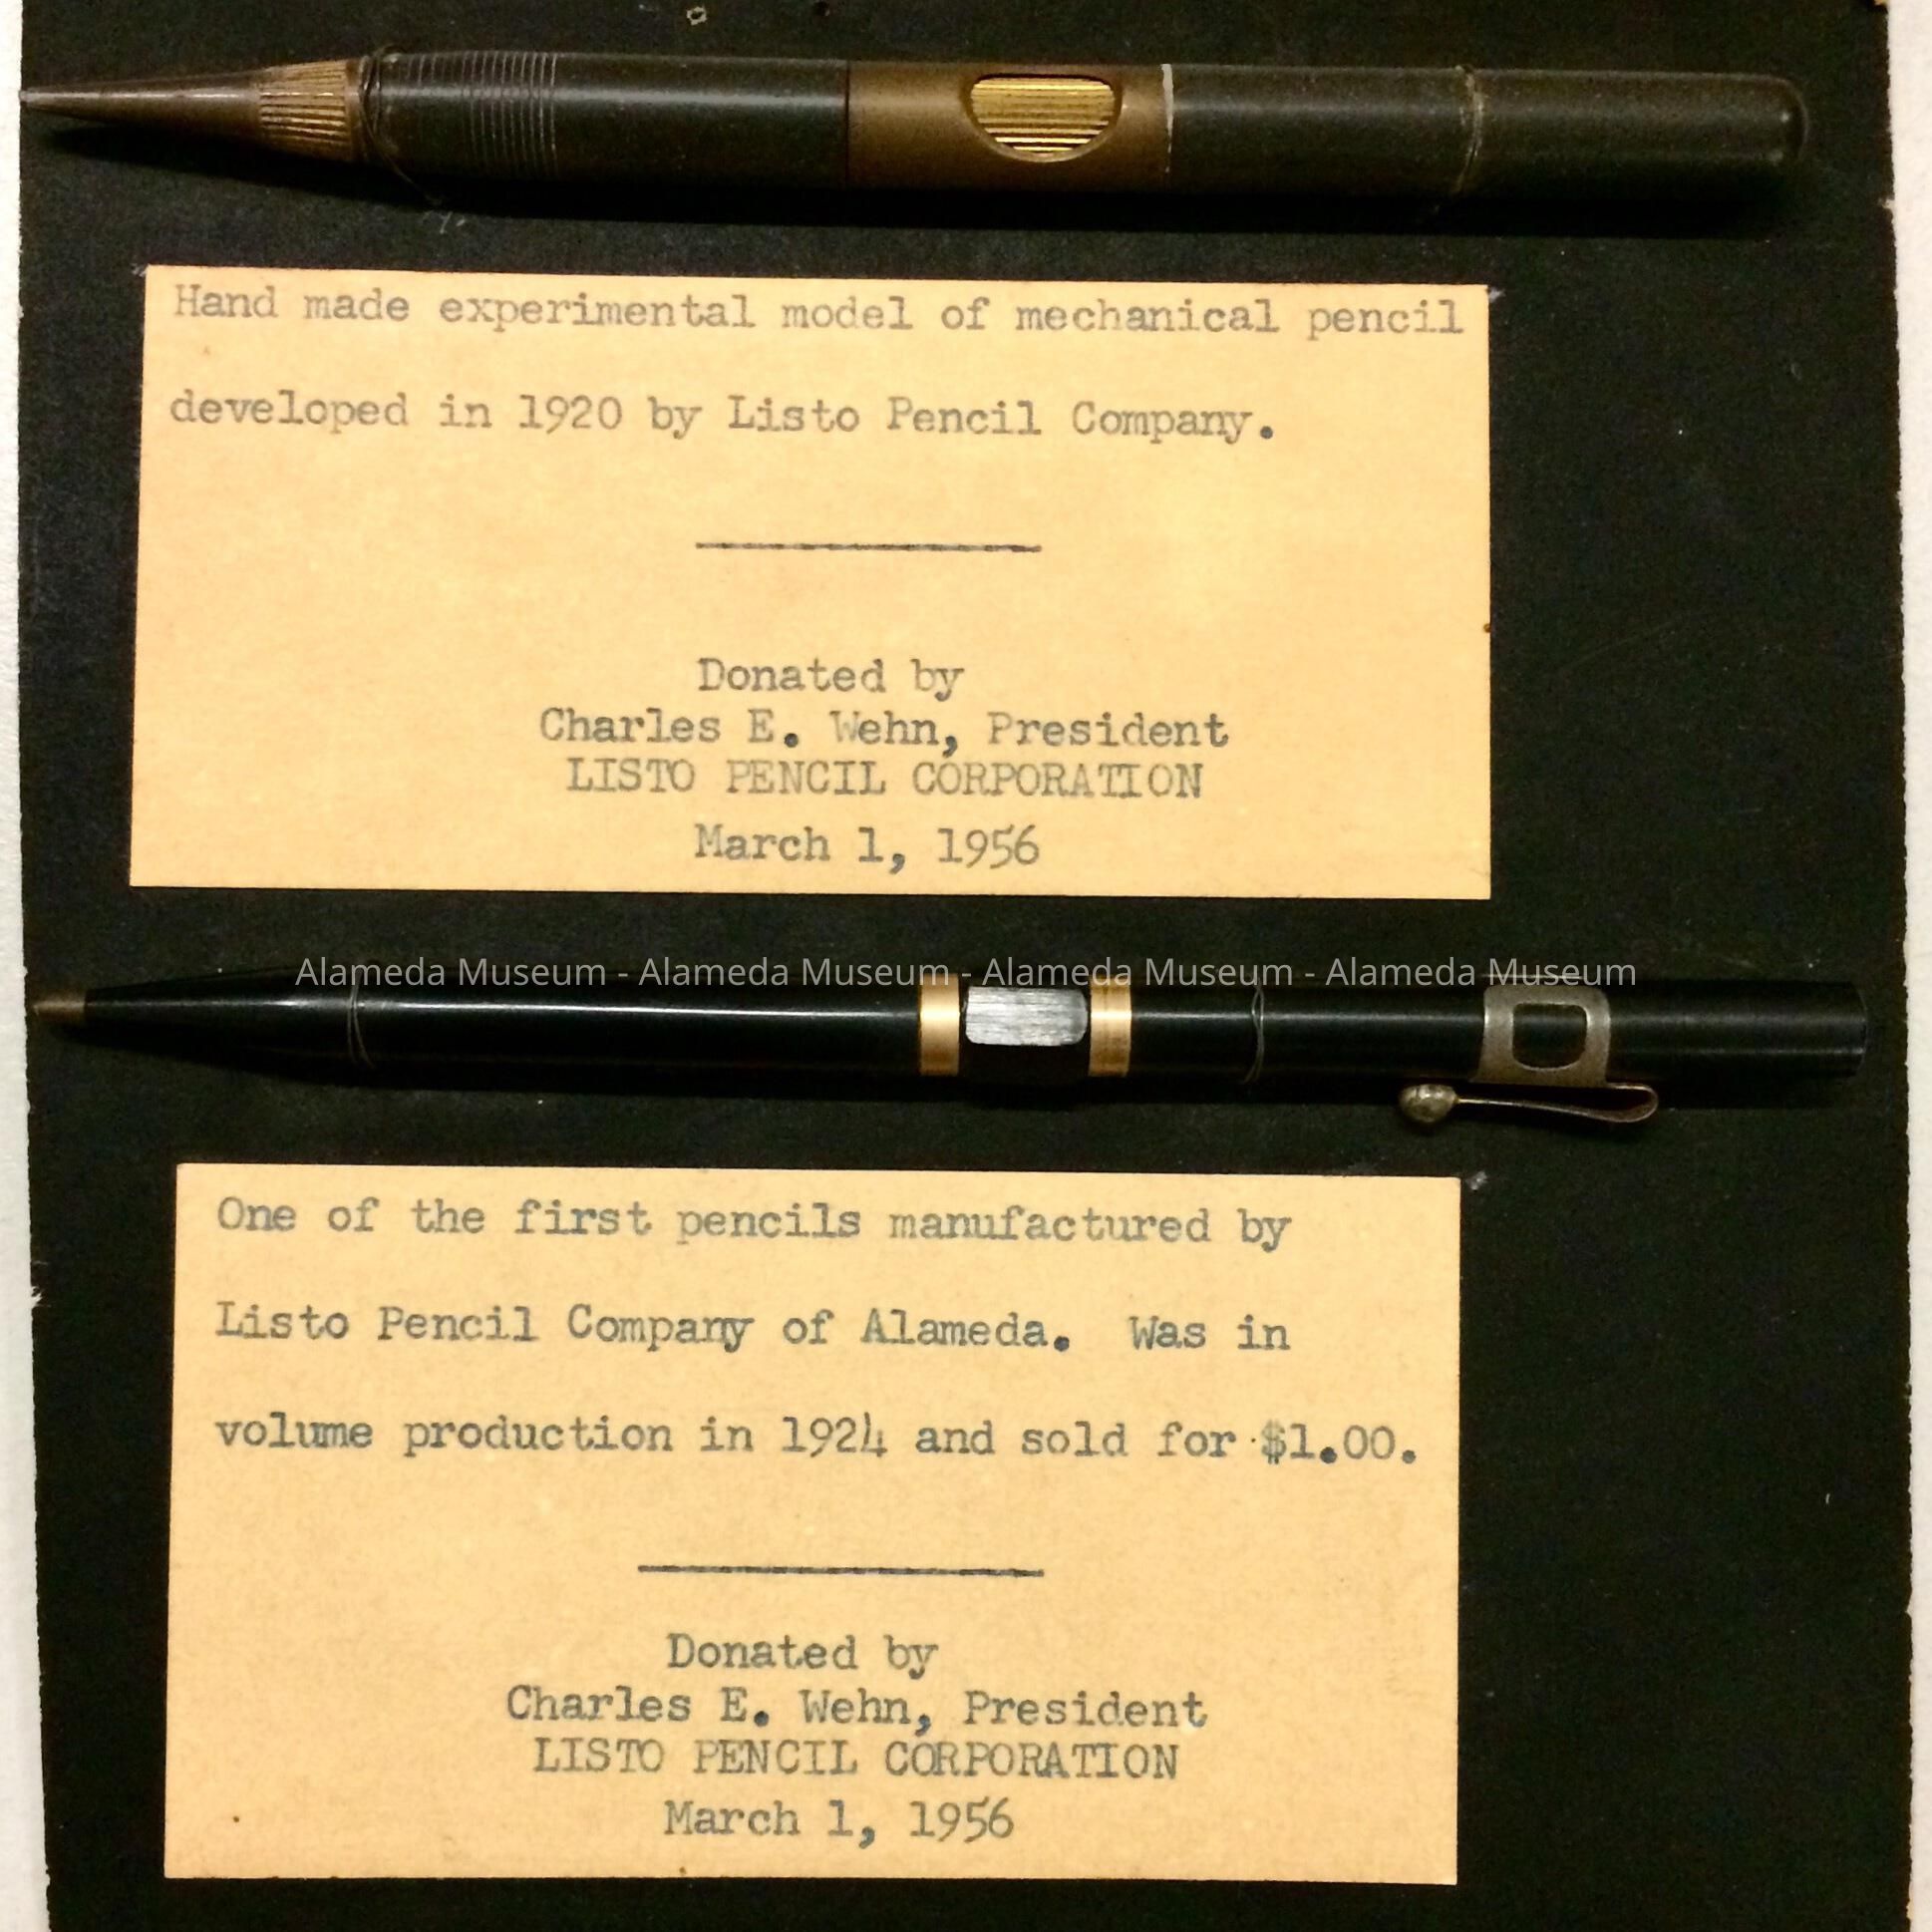 Hand made experimental model of mechanical pencil
developed in 1920 by Listo Pencil Company.
Donated by
Charles E. Wehn, President
LISTO PENCIL CORPORATION
March 1, 1956
Alameda Museum - Alameda Museum - Alameda Museum - Alameda Museum
One of the first pencils manufactured by
Listo Pencil Company of Alameda.  Was in
volume production in 1924 and sold for $1.00.
Donated by
Charles E. Wehn, President
LISTO PENCIL CORPORATION
March 1, 1956